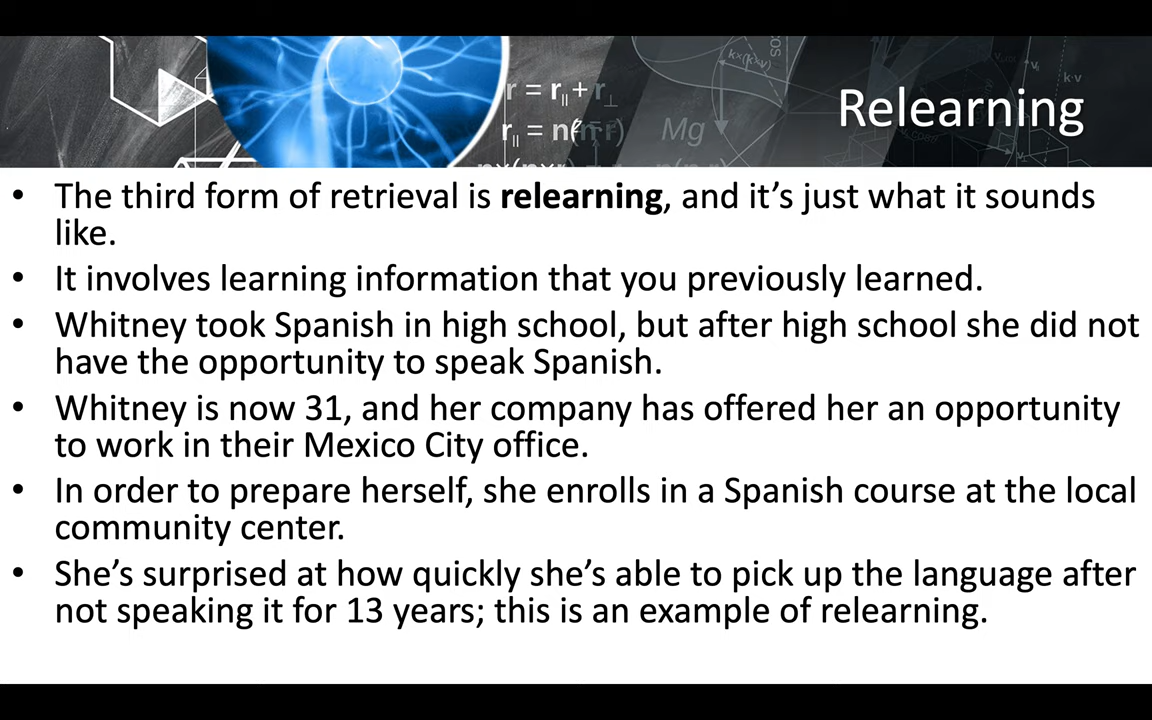 Relearning
r = r|| + r⊥
r|| = n(
Mg
k×(k×v)
k·v
• The third form of retrieval is relearning, and it’s just what it sounds
like.
• It involves learning information that you previously learned.
• Whitney took Spanish in high school, but after high school she did not
have the opportunity to speak Spanish.
• Whitney is now 31, and her company has offered her an opportunity
to work in their Mexico City office.
• In order to prepare herself, she enrolls in a Spanish course at the local
community center.
• She’s surprised at how quickly she’s able to pick up the language after
not speaking it for 13 years; this is an example of relearning.